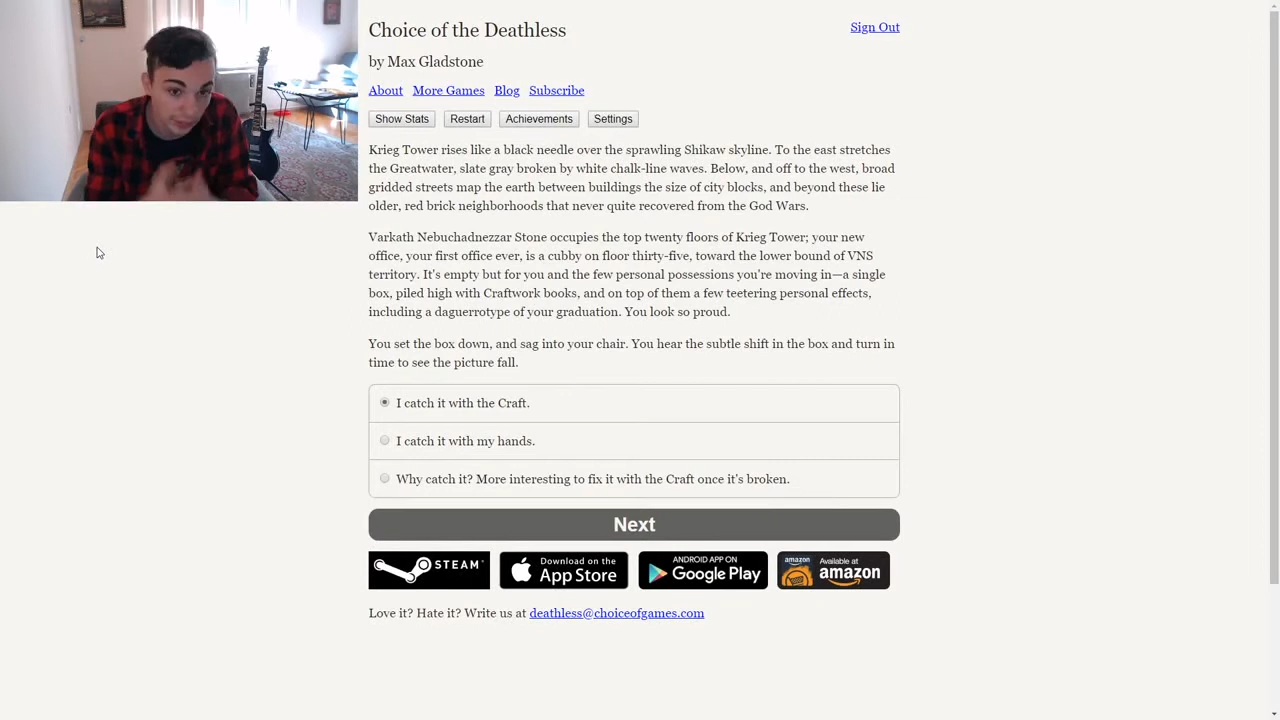 Choice of the Deathless
Sign Out
by Max Gladstone
About More Games Blog Subscribe
Show Stats Restart Achievements Settings
Krieg Tower rises like a black needle over the sprawling Shikaw skyline. To the east stretches
the Greatwater, slate gray broken by white chalk-line waves. Below, and off to the west, broad
gridded streets map the earth between buildings the size of city blocks, and beyond these lie
older, red brick neighborhoods that never quite recovered from the God Wars.
Varkath Nebuchadnezzar Stone occupies the top twenty floors of Krieg Tower; your new
office, your first office ever, is a cubby on floor thirty-five, toward the lower bound of VNS
territory. It's empty but for you and the few personal possessions you're moving in—a single
box, piled high with Craftwork books, and on top of them a few teetering personal effects,
including a daguerrotype of your graduation. You look so proud.
You set the box down, and sag into your chair. You hear the subtle shift in the box and turn in
time to see the picture fall.
I catch it with the Craft.
I catch it with my hands.
Why catch it? More interesting to fix it with the Craft once it's broken.
Next
STEAM Download on the App Store ANDROID APP ON Google Play amazon Available at amazon
Love it? Hate it? Write us at deathless@choiceofgames.com